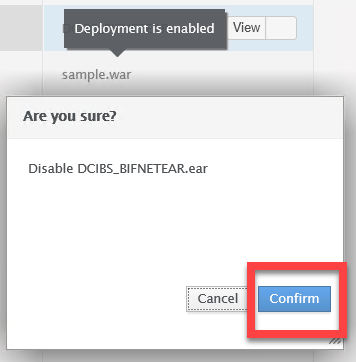 Deployment is enabled
View
sample.war
Are you sure?
Disable DCIBS_BIFNETEAR.ear
Cancel
Confirm